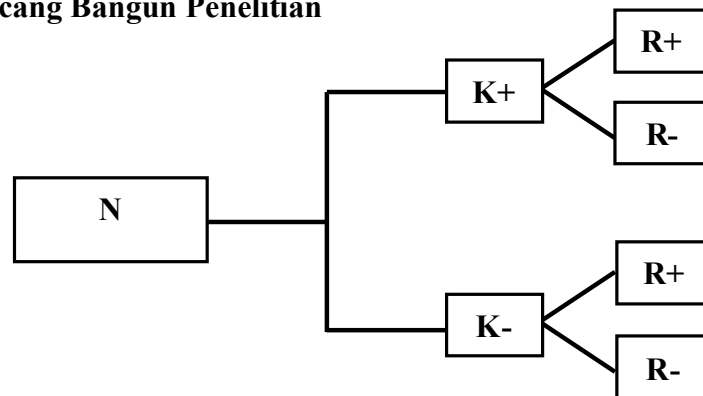 cang Bangun Penelitian
R+
K+
R-
N
R+
K-
R-